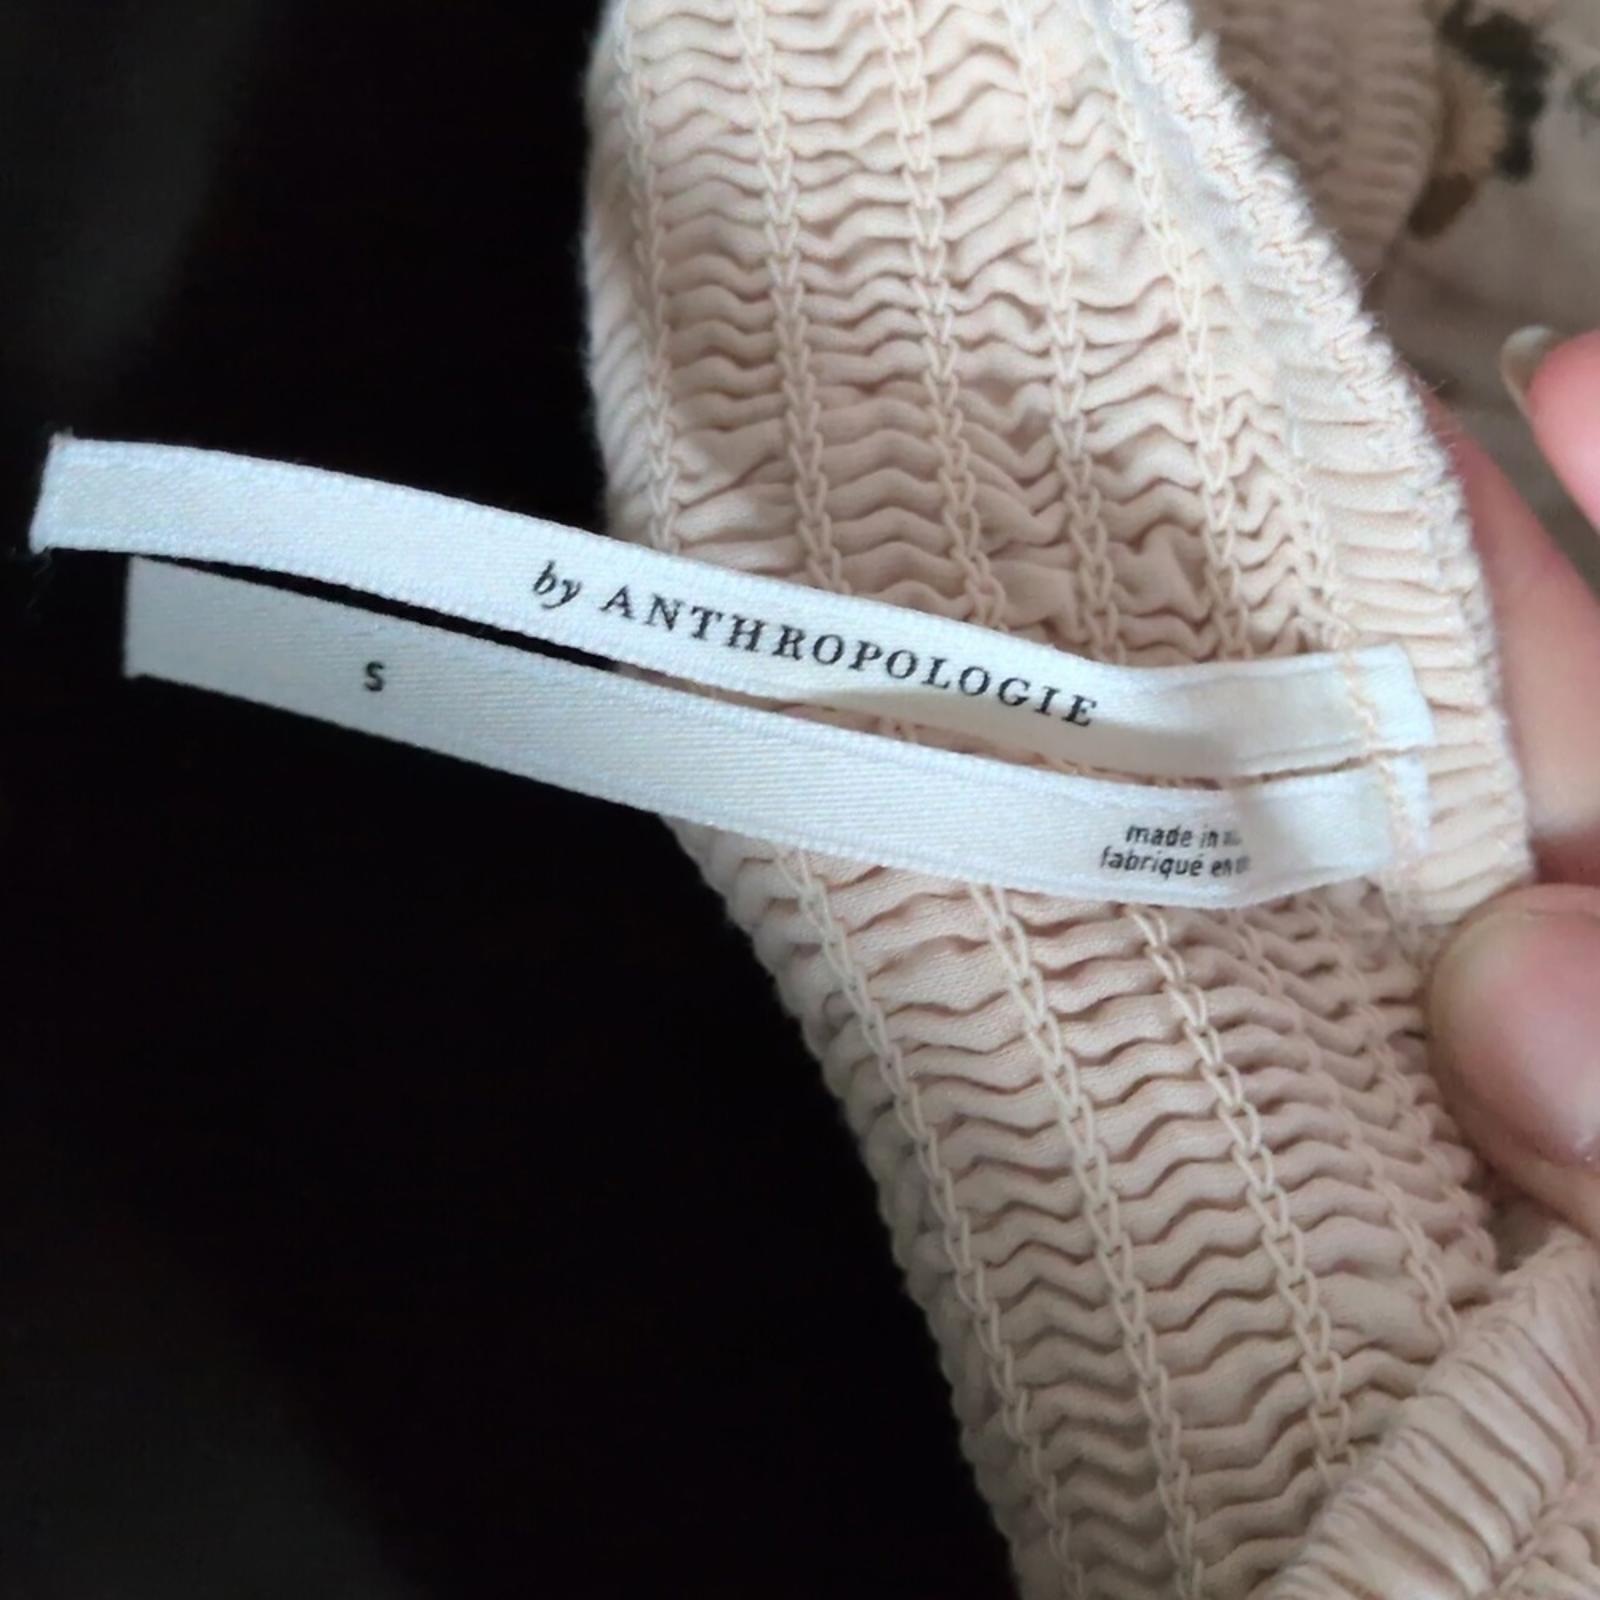 by ANTHROPOLOGIE
S
made in
fabriqué en